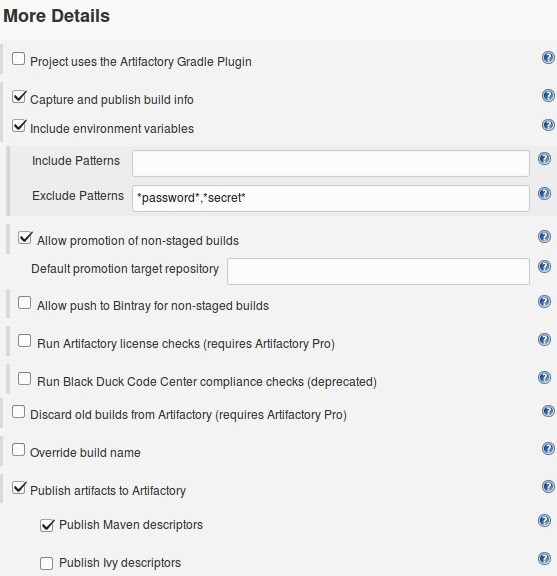 More Details
Project uses the Artifactory Gradle Plugin
Capture and publish build info
Include environment variables
Include Patterns
Exclude Patterns *password*,*secret*
Allow promotion of non-staged builds
Default promotion target repository
Allow push to Bintray for non-staged builds
Run Artifactory license checks (requires Artifactory Pro)
Run Black Duck Code Center compliance checks (deprecated)
Discard old builds from Artifactory (requires Artifactory Pro)
Override build name
Publish artifacts to Artifactory
Publish Maven descriptors
Publish Ivy descriptors